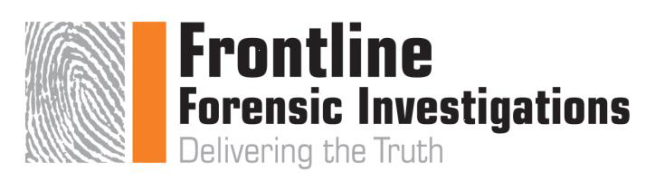 Frontline
Forensic Investigations
Delivering the Truth